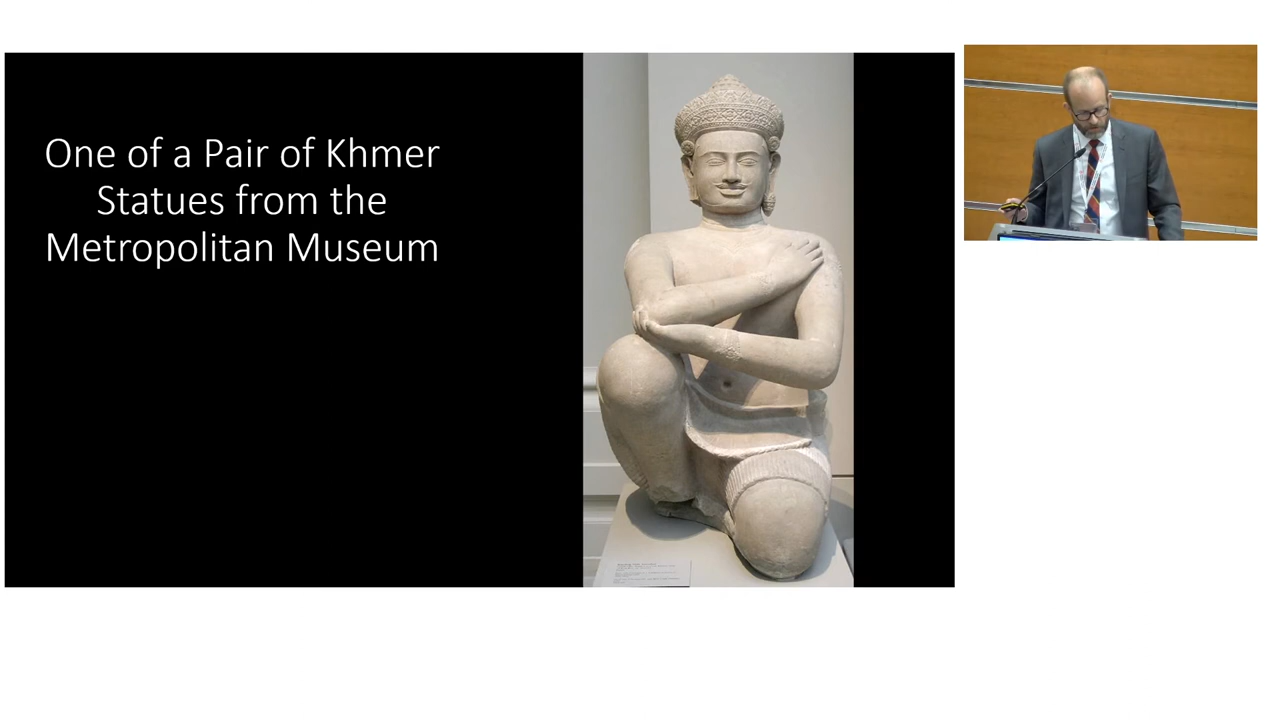 One of a Pair of Khmer
Statues from the
Metropolitan Museum